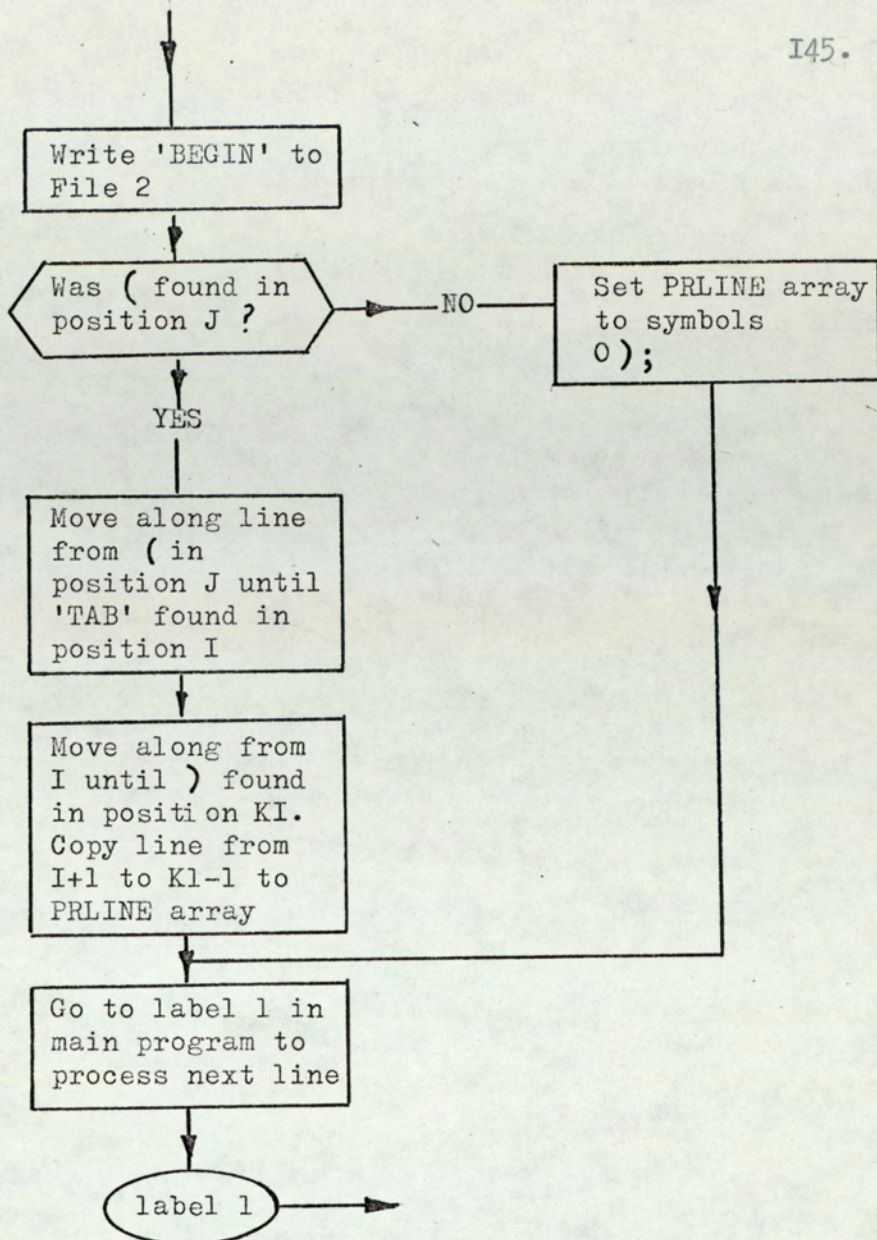 I45.
Write 'BEGIN' to
File 2
Was ( found in
position J ?
NO
Set PRLINE array
to symbols
0);
YES
Move along line
from ( in
position J until
'TAB' found in
position I
Move along from
I until ) found
in position KI.
Copy line from
I+1 to K1-1 to
PRLINE array
Go to label 1 in
main program to
process next line
label 1